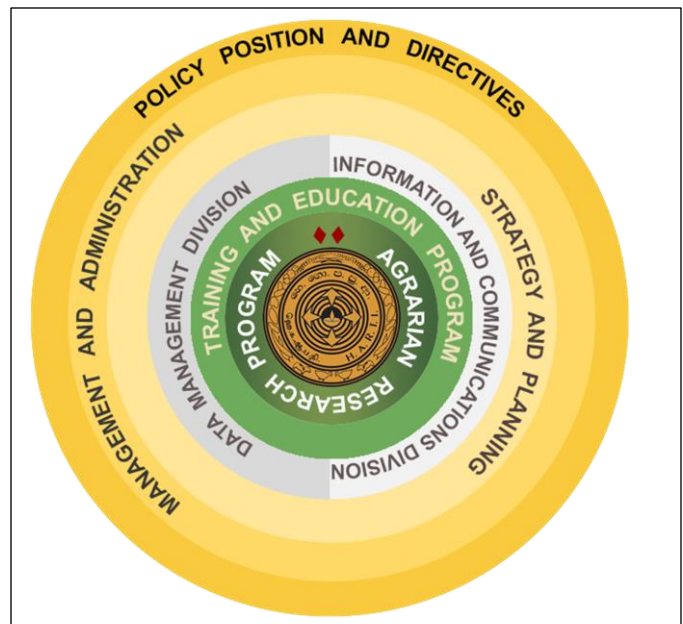 POLICY POSITION AND DIRECTIVES
MANAGEMENT AND ADMINISTRATION
STRATEGY AND PLANNING
DATA MANAGEMENT DIVISION
INFORMATION AND COMMUNICATIONS DIVISION
TRAINING AND EDUCATION PROGRAM
AGRARIAN RESEARCH PROGRAM
H.A.R.T.I.